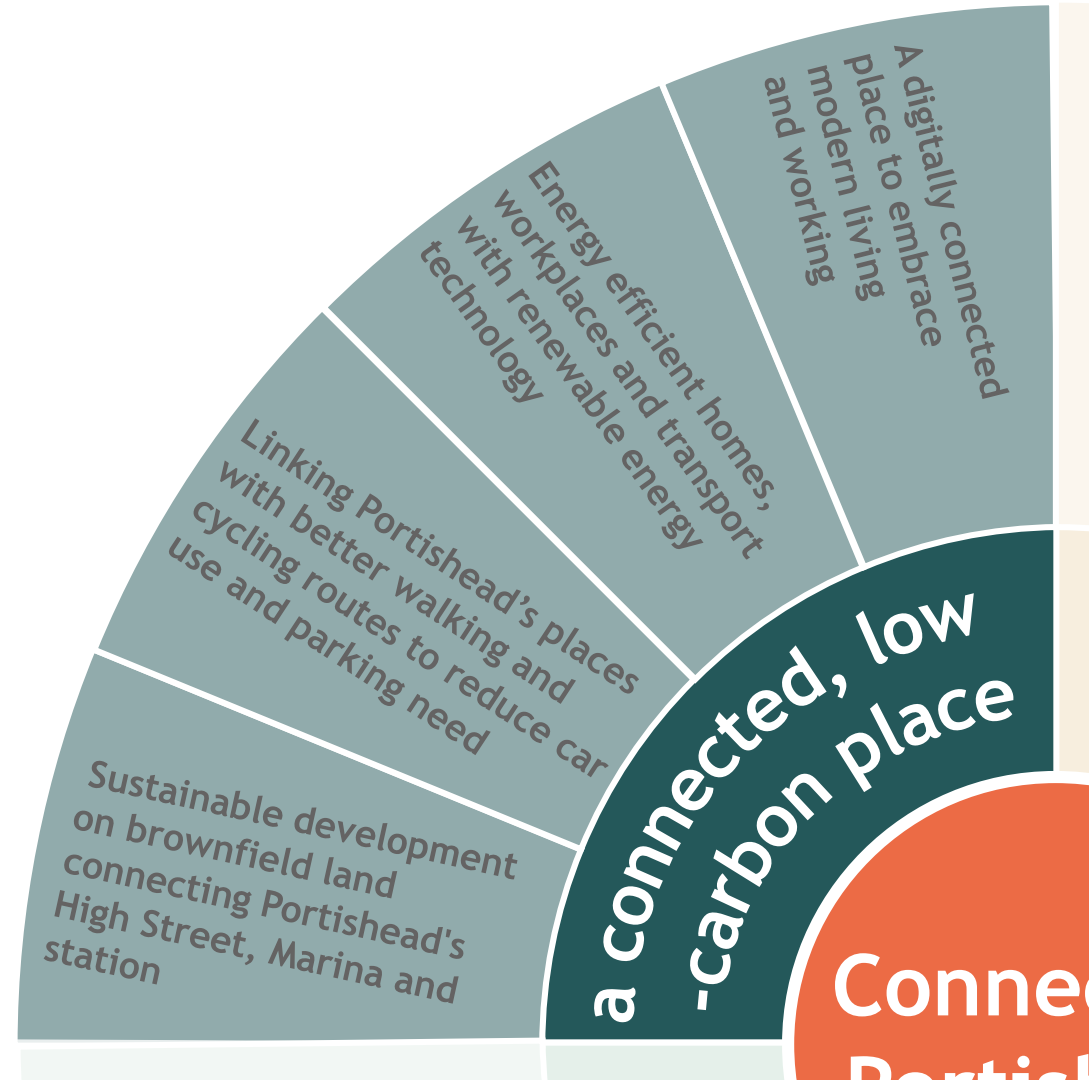 A digitally connected
place to embrace
modern living
and working
Energy efficient homes,
workplaces and transport
with renewable energy
technology
Linking Portishead’s places
with better walking and
cycling routes to reduce car
use and parking need
Sustainable development
on brownfield land
connecting Portishead's
High Street, Marina and
station
a connected, low
-carbon place